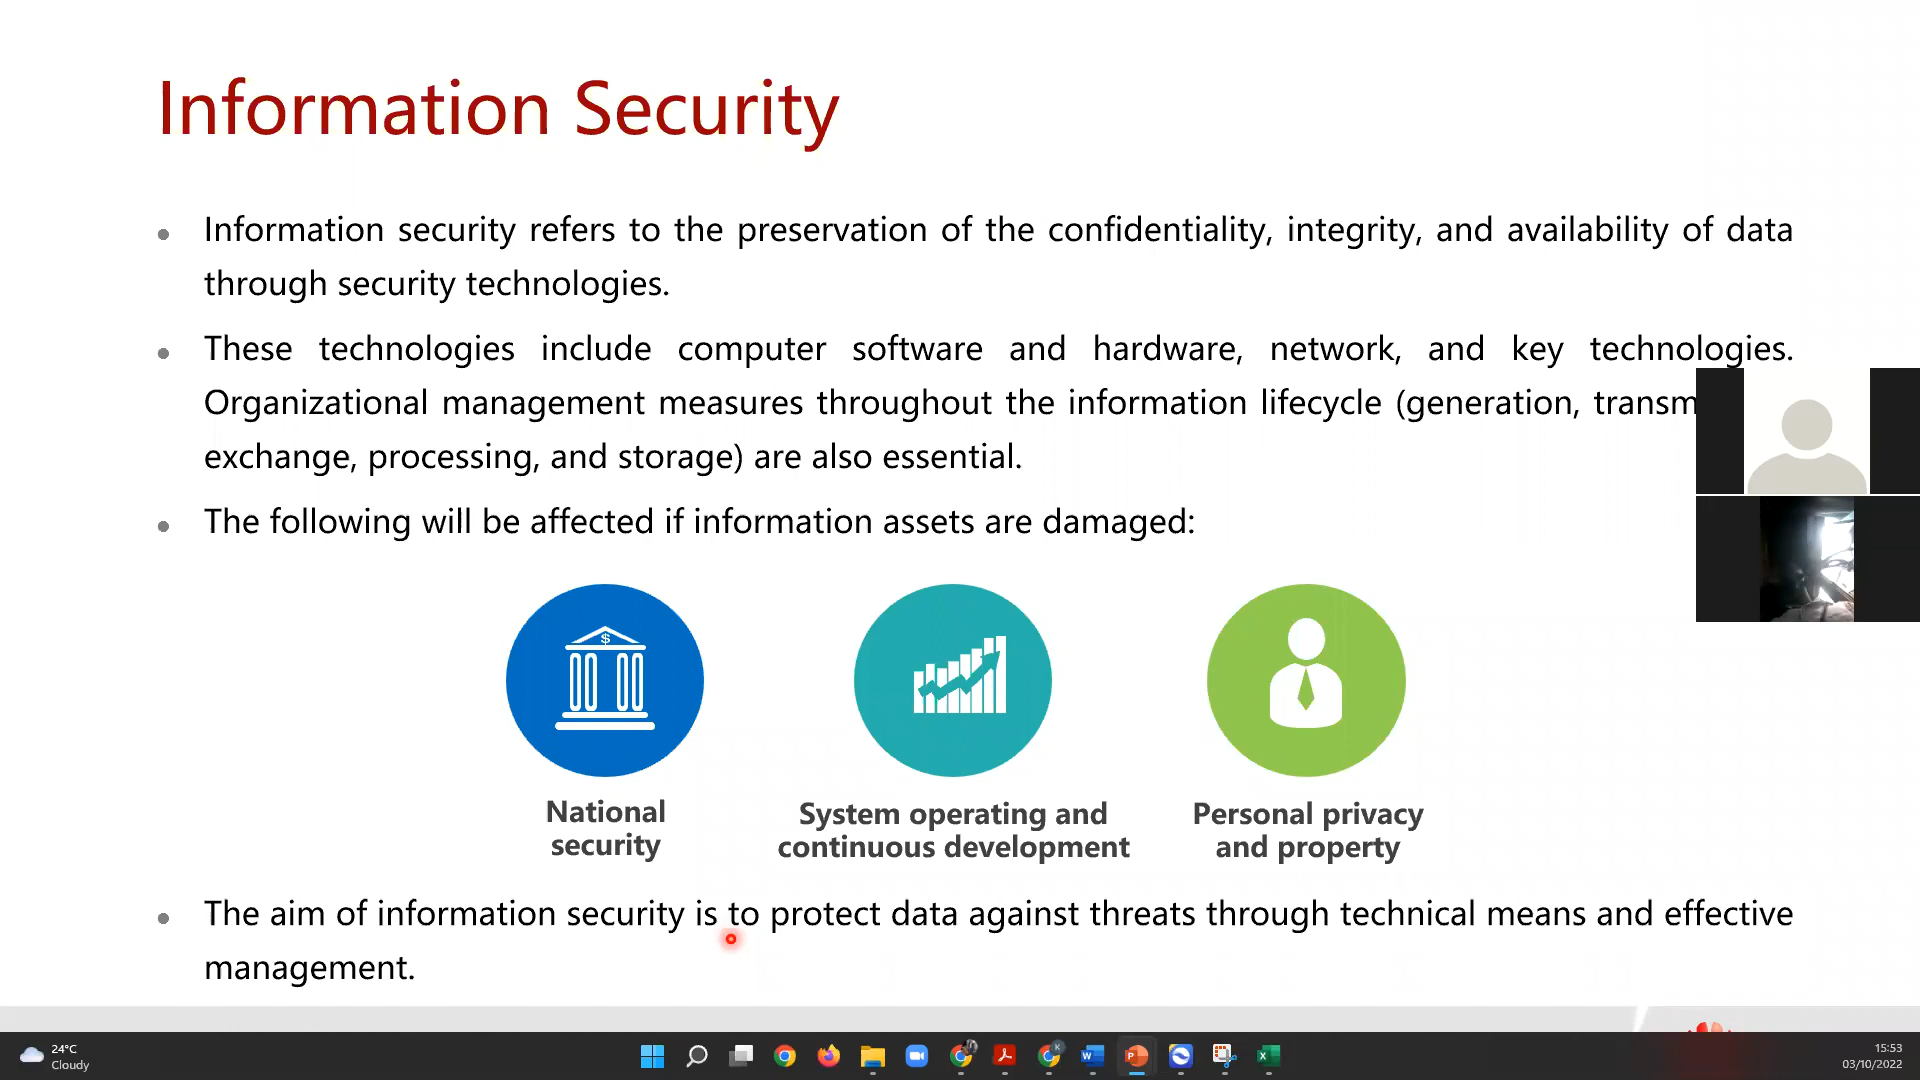 Information Security
Information security refers to the preservation of the confidentiality, integrity, and availability of data
through security technologies.
These technologies include computer software and hardware, network, and key technologies.
Organizational management measures throughout the information lifecycle (generation,
exchange, processing, and storage) are also essential.
The following will be affected if information assets are damaged:
$
National
security
System operating and
continuous development
Personal privacy
and property
The aim of information security is to protect data against threats through technical means and effective
management.
24°C
Cloudy
15:53
03/10/2022